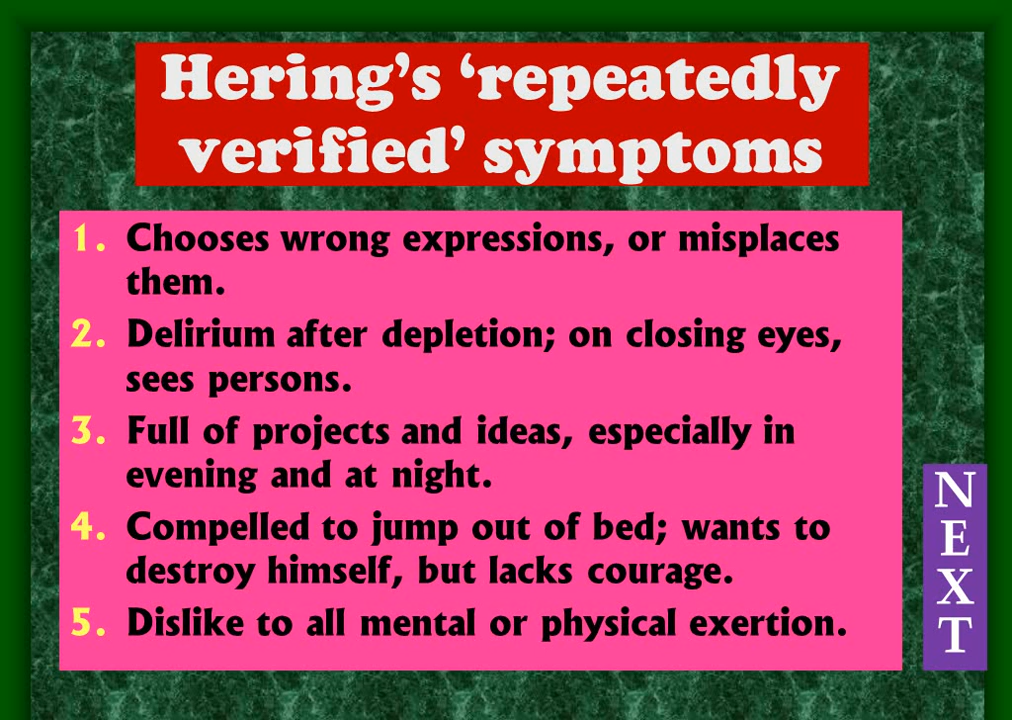 Hering’s ‘repeatedly
verified’ symptoms
1. Chooses wrong expressions, or misplaces
them.
2. Delirium after depletion; on closing eyes,
sees persons.
3. Full of projects and ideas, especially in
evening and at night.
4. Compelled to jump out of bed; wants to
destroy himself, but lacks courage.
5. Dislike to all mental or physical exertion.
NEXT